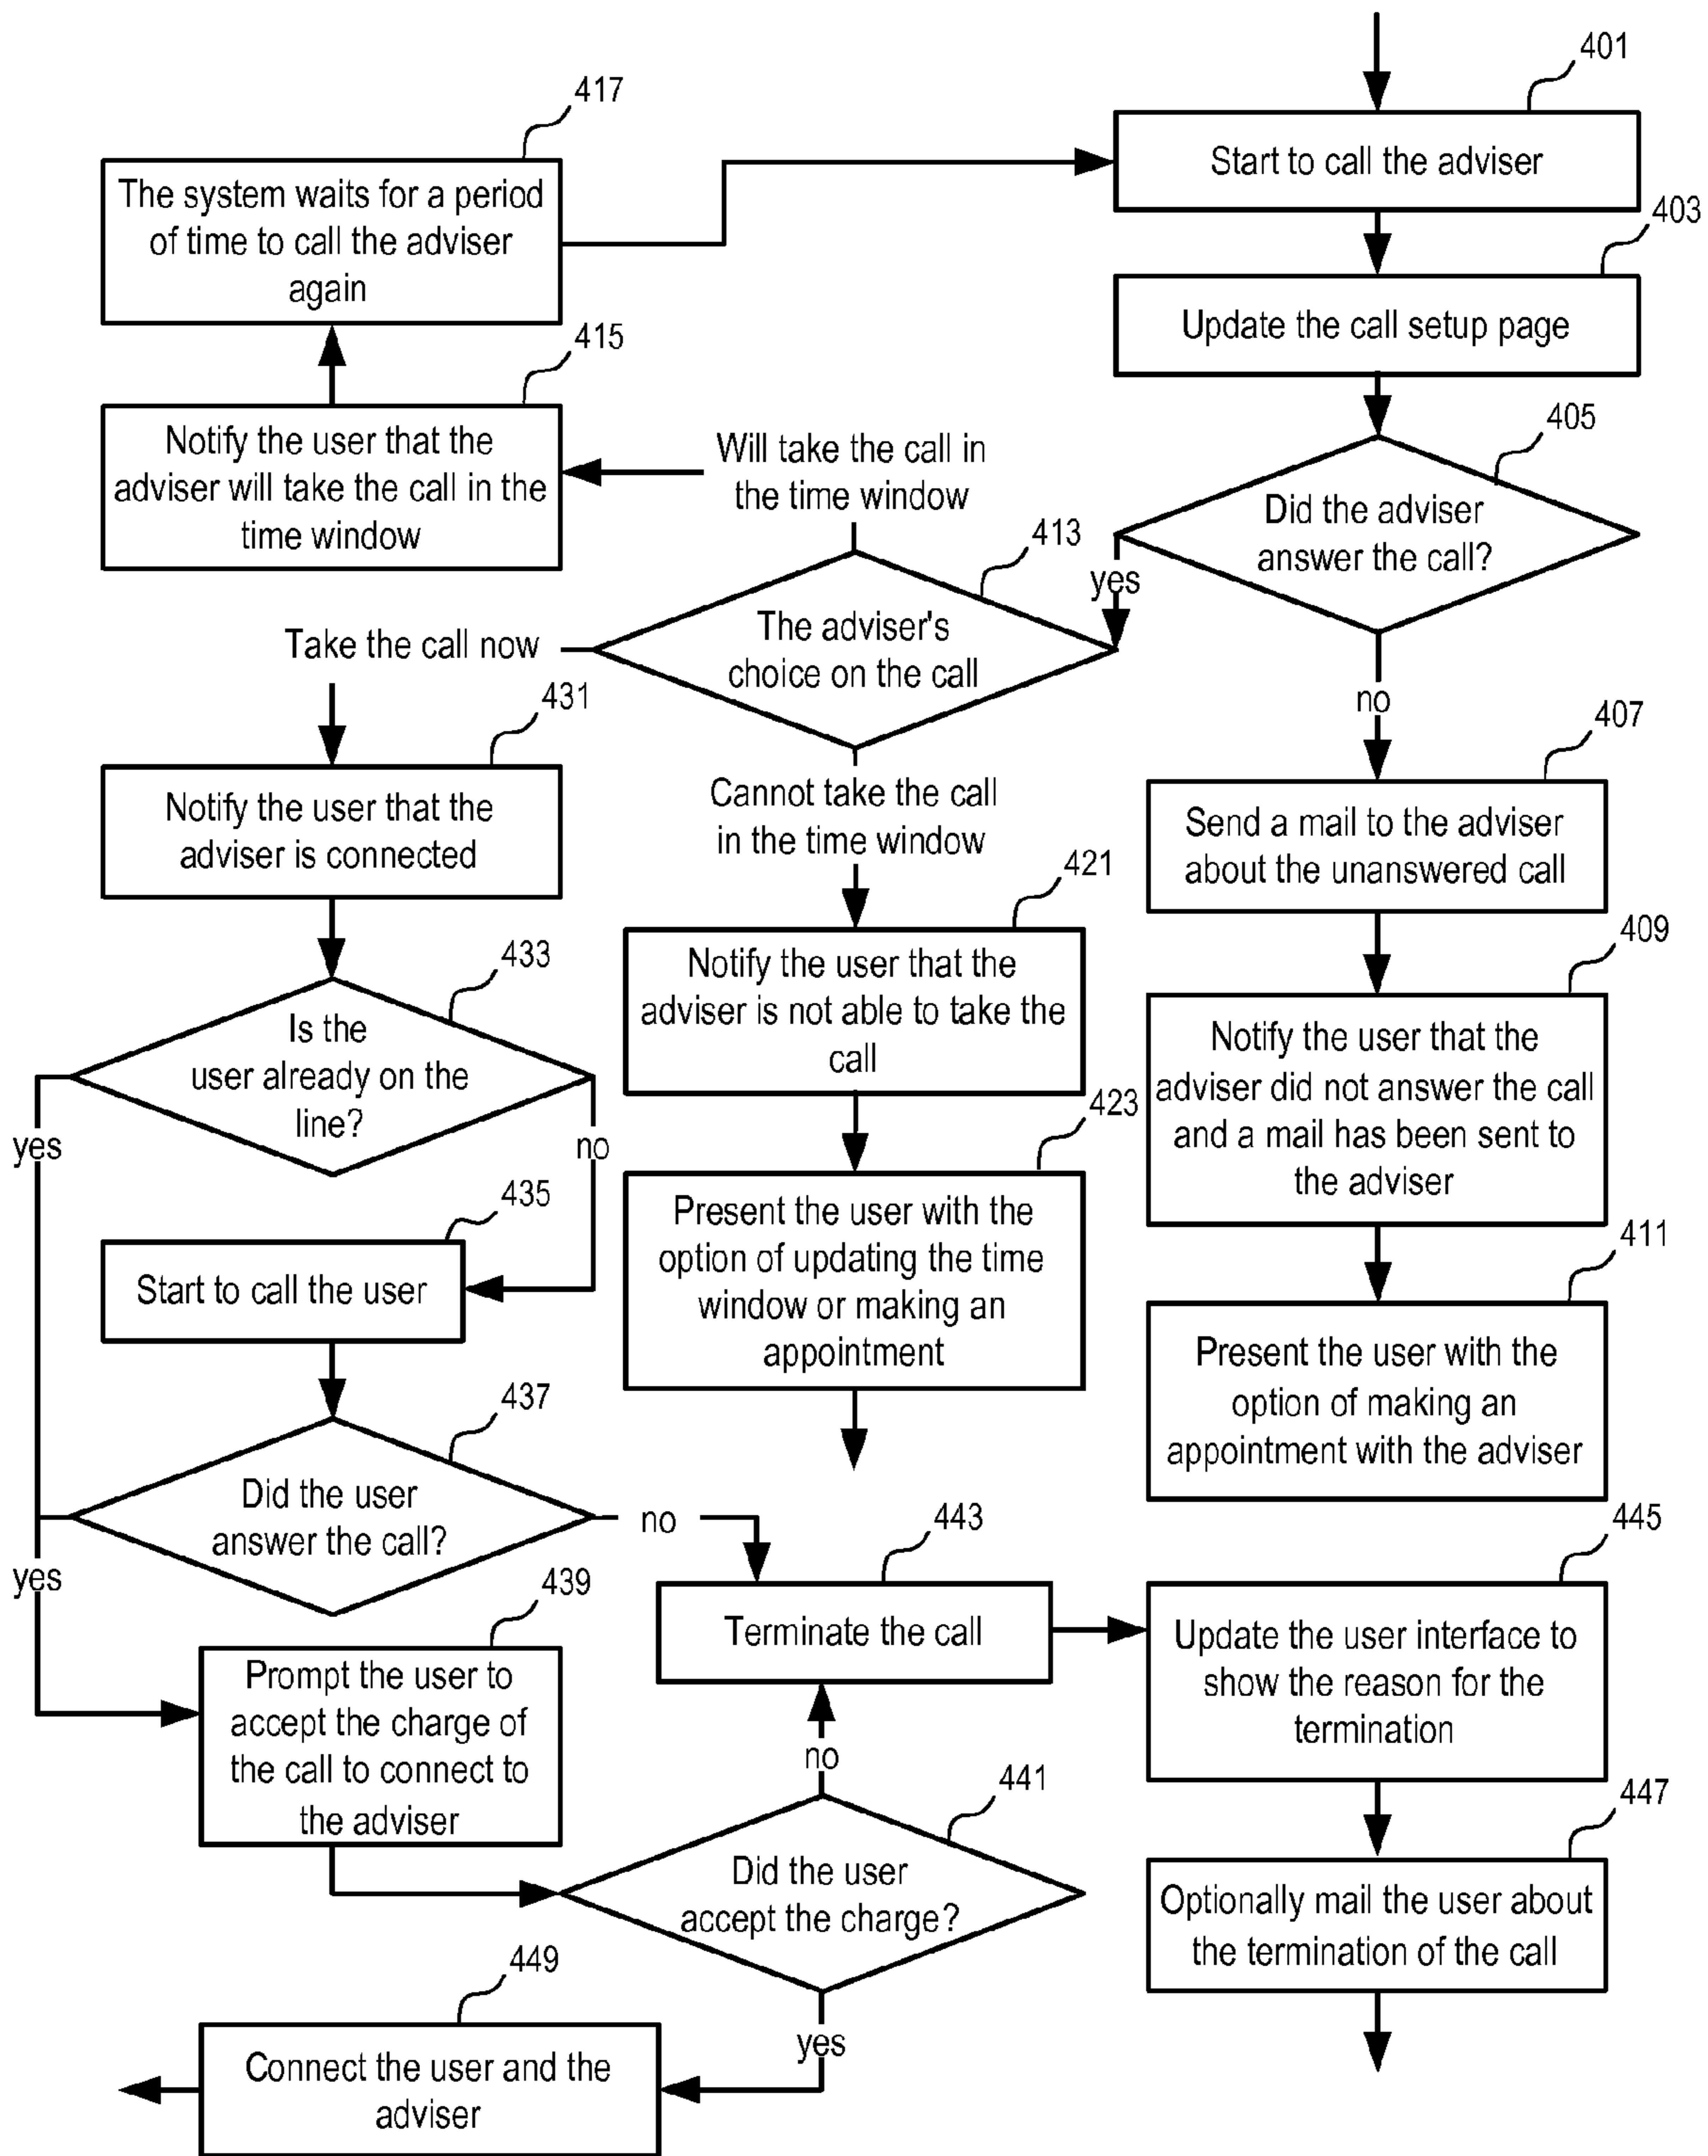 401
Start to call the adviser
403
Update the call setup page
405
Did the adviser
answer the call?
yes
no
407
Send a mail to the adviser
about the unanswered call
409
Notify the user that the
adviser did not answer the call
and a mail has been sent to
the adviser
411
Present the user with the
option of making an
appointment with the adviser
413
The adviser's
choice on the call
Will take the call in
the time window
415
Notify the user that the
adviser will take the call in the
time window
417
The system waits for a period
of time to call the adviser
again
Cannot take the call
in the time window
421
Notify the user that the
adviser is not able to take the
call
423
Present the user with the
option of updating the time
window or making an
appointment
Take the call now
431
Notify the user that the
adviser is connected
433
Is the
user already on the
line?
yes
no
435
Start to call the user
437
Did the user
answer the call?
yes
no
439
Prompt the user to
accept the charge of
the call to connect to
the adviser
441
Did the user
accept the charge?
no
yes
443
Terminate the call
445
Update the user interface to
show the reason for the
termination
447
Optionally mail the user about
the termination of the call
449
Connect the user and the
adviser